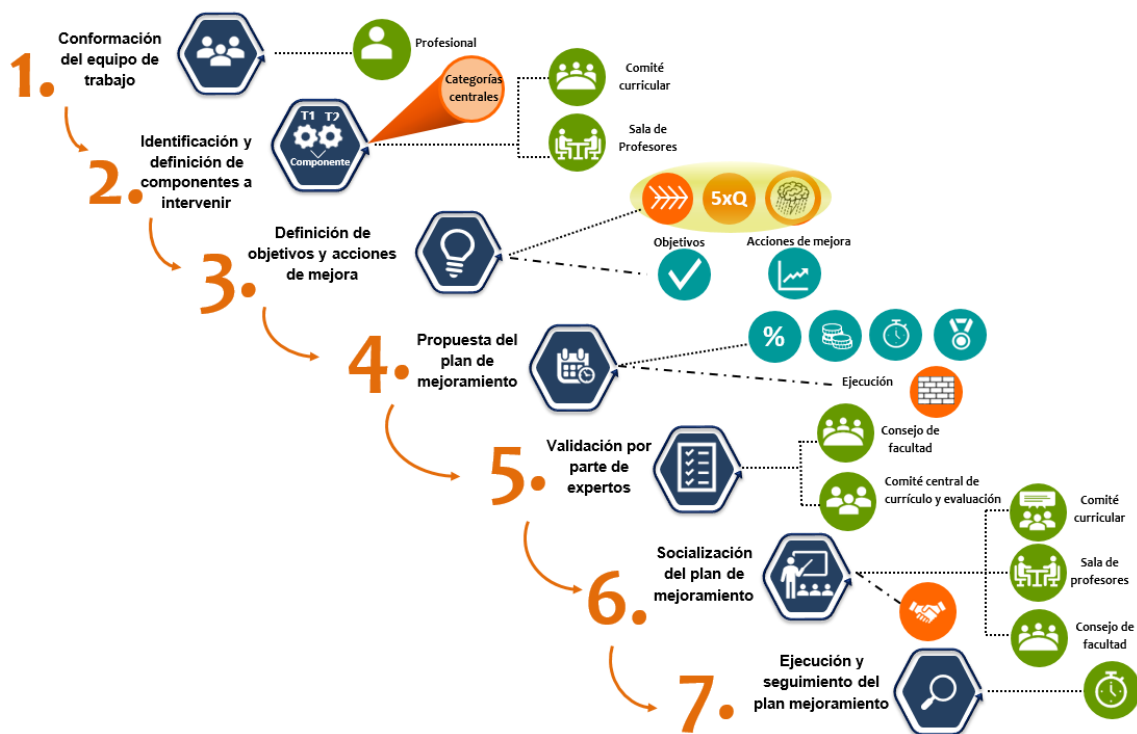 1.
Conformación
del equipo de
trabajo
Profesional
Categorías
centrales
Comité
curricular
Sala de
Profesores
2.
Identificación y
definición de
componentes a
intervenir
T1 T2
Componente
3.
Definición de
objetivos y acciones
de mejora
5xQ
Objetivos
Acciones de mejora
4.
Propuesta del
plan de
mejoramiento
%
Ejecución
5.
Validación por
parte de
expertos
Consejo de
facultad
Comité central de
currículo y evaluación
6.
Socialización
del plan de
mejoramiento
Comité
curricular
Sala de
profesores
Consejo de
facultad
7.
Ejecución y
seguimiento del
plan mejoramiento